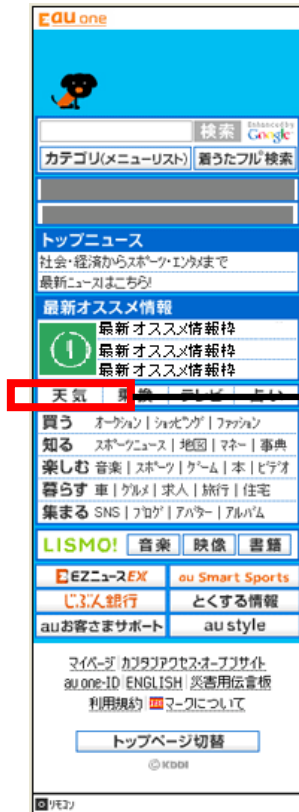 au one
検索 Enhanced by Google
カテゴリ(メニューリスト) 着うたフル検索
トップニュース
社会・経済からスポーツ・エンタメまで
最新ニュースはこちら!
最新オススメ情報
1 最新オススメ情報枠
最新オススメ情報枠
最新オススメ情報枠
天気 | 乗換 | テレビ | 占い
買う オークション | ショッピング | ファッション
知る スポーツニュース | 地図 | マネー | 事典
楽しむ 音楽 | スポーツ | ゲーム | 本 | ビデオ
暮らす 車 | グルメ | 求人 | 旅行 | 住宅
集まる SNS | ブログ | アバター | アルバム
LISMO! 音楽 映像 書籍
EZニュースEX au Smart Sports
じぶん銀行 とくする情報
auお客さまサポート au style
マイページ カンタンアクセス・オープンサイト
au one-ID ENGLISH 災害用伝言板
利用規約 マークについて
トップページ切替
© KDDI
リモコン